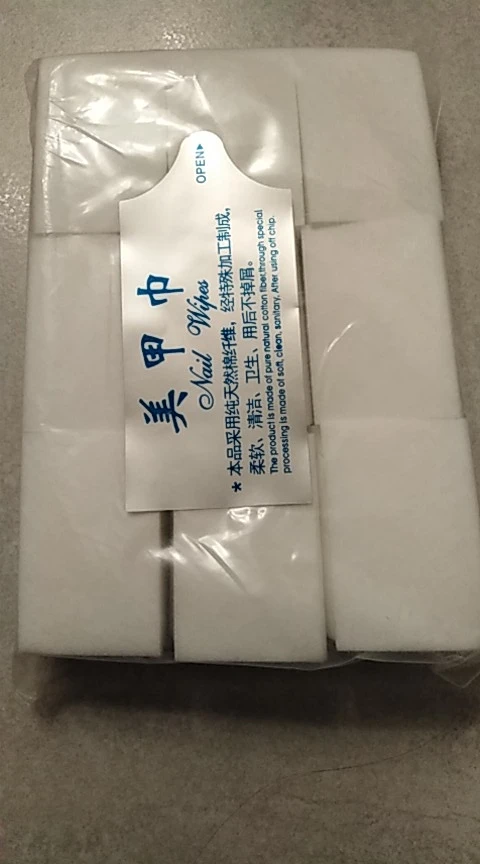 OPEN▶
美甲巾
Nail Wipes
* 本品采用纯天然棉纤维，经特殊加工制成，
柔软、清洁、卫生、用后不掉屑。
The product is made of pure natural cotton fiber,through special
processing is made of soft, clean, sanitary. After using off chip.